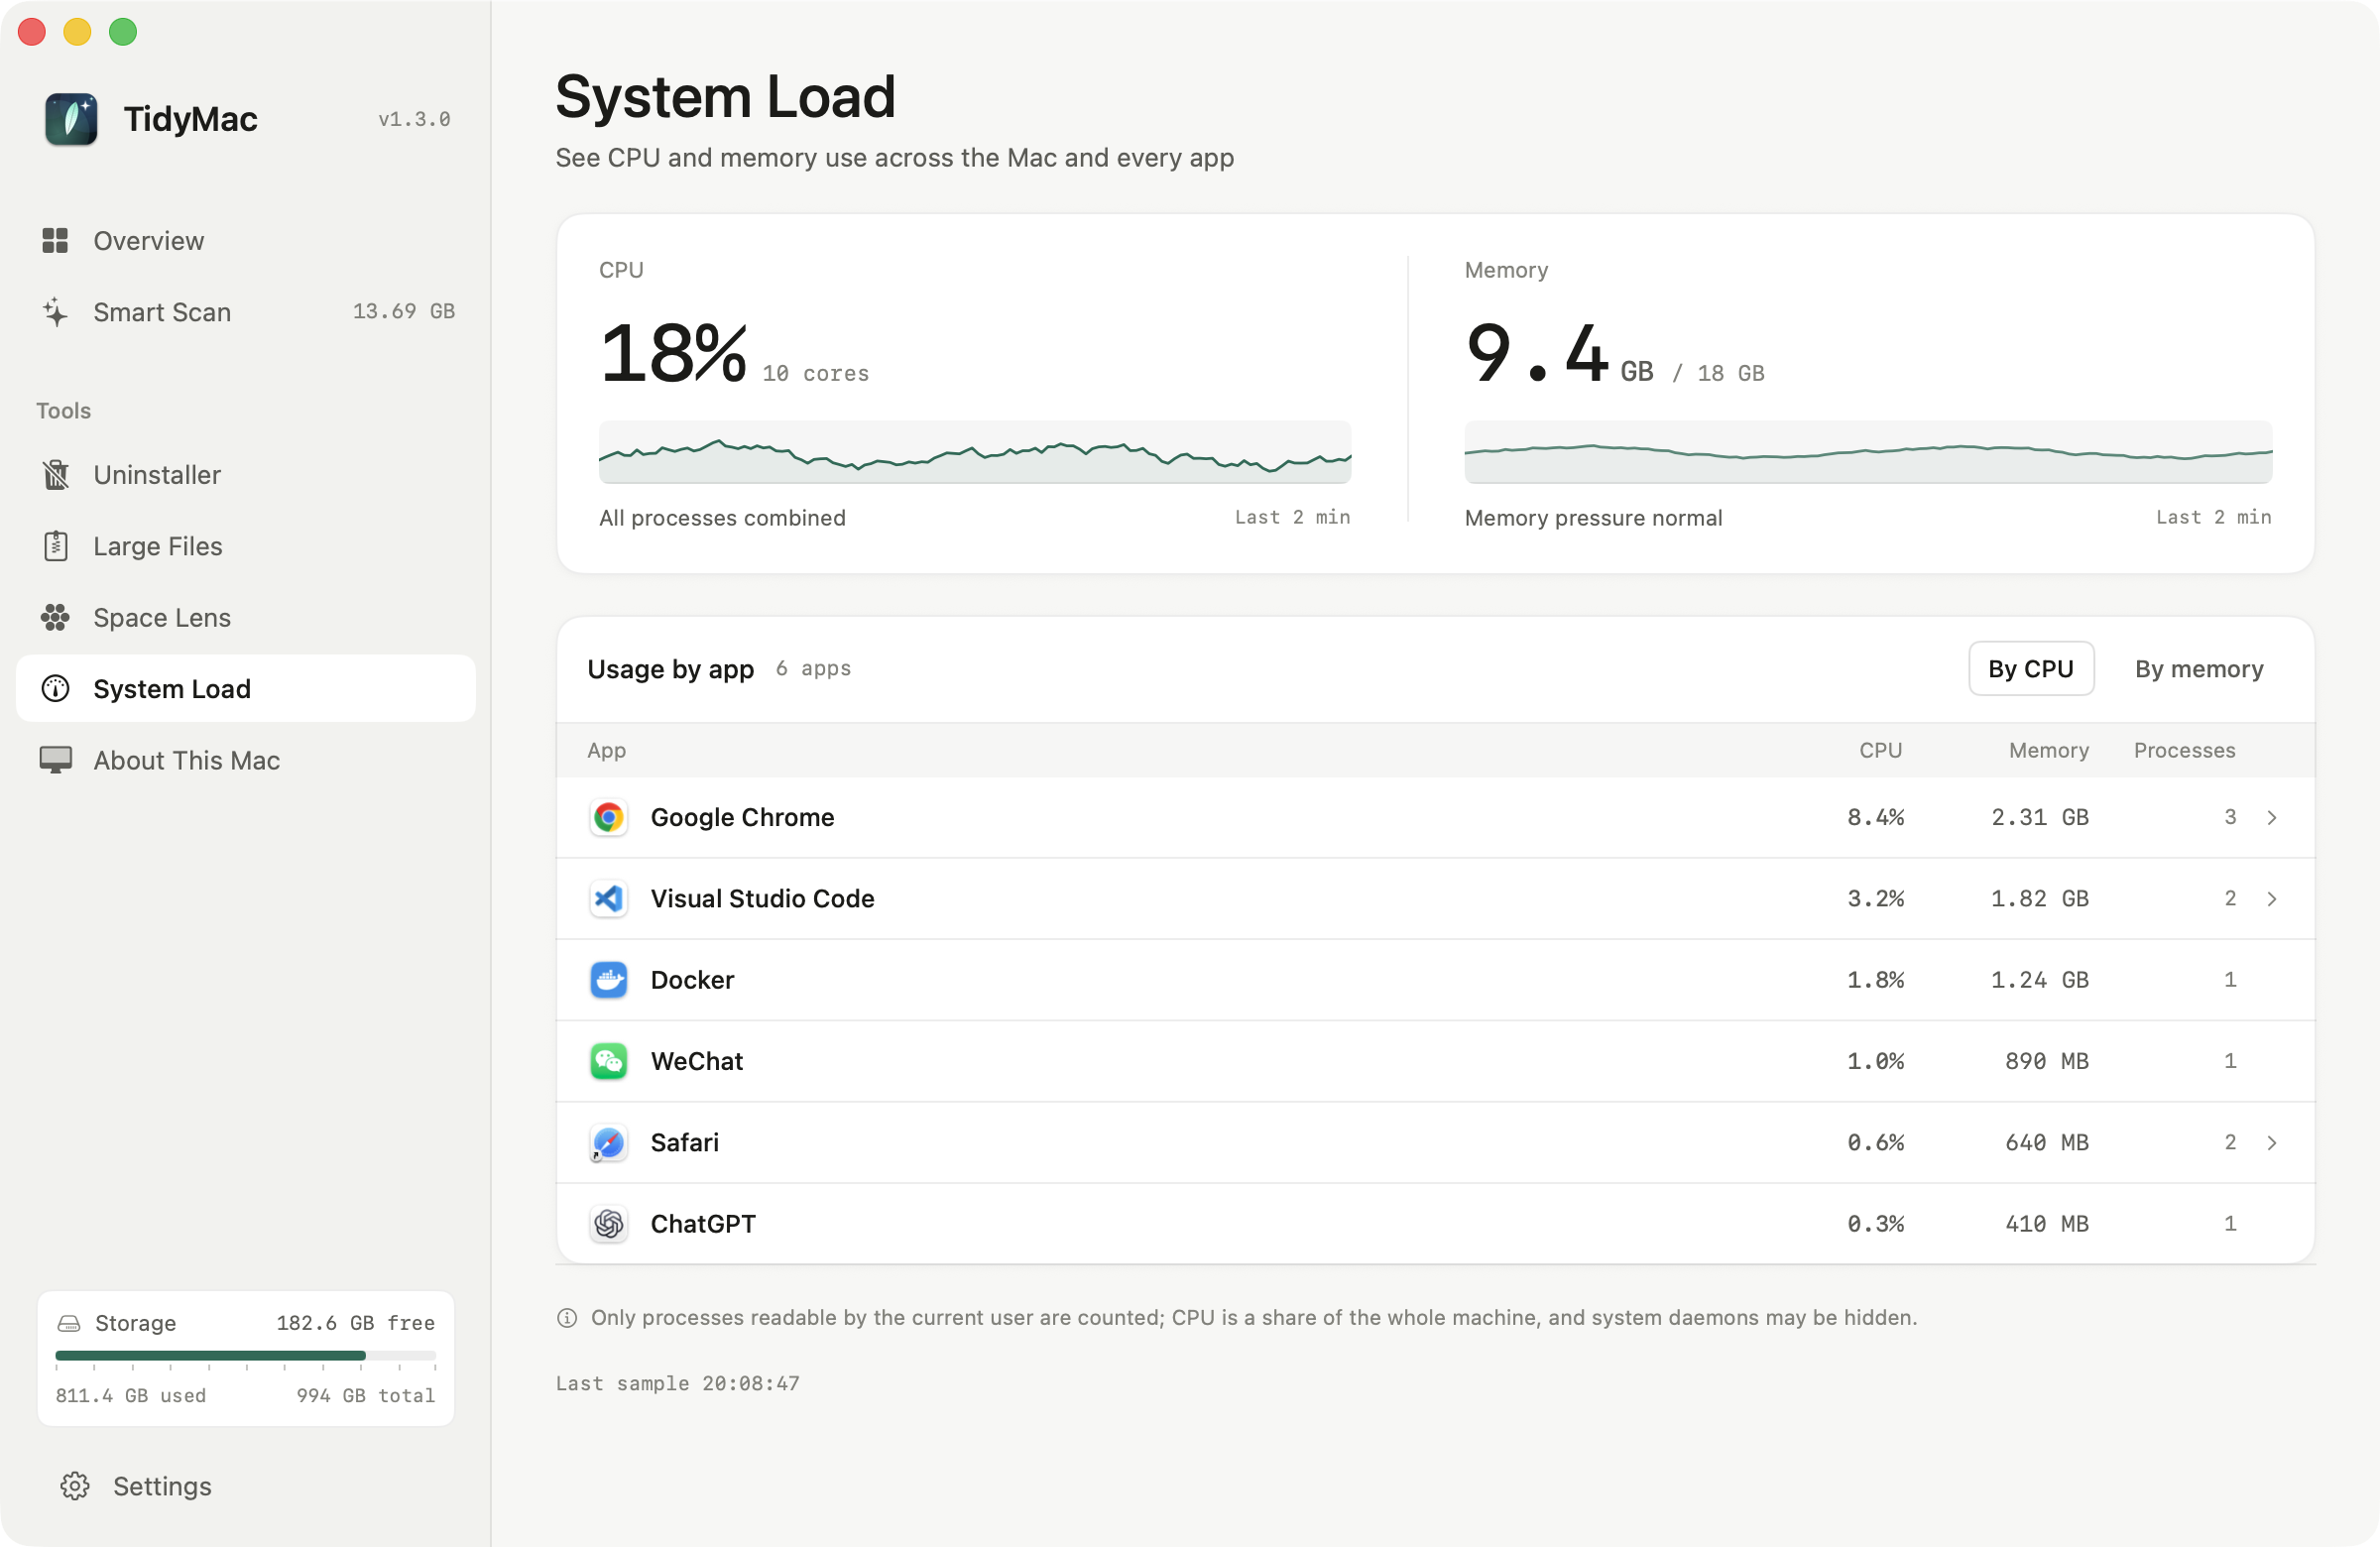 TidyMac v1.3.0
Overview
Smart Scan 13.69 GB
Tools
Uninstaller
Large Files
Space Lens
System Load
About This Mac
Storage 182.6 GB free
811.4 GB used 994 GB total
Settings
System Load
See CPU and memory use across the Mac and every app
CPU
18% 10 cores
All processes combined Last 2 min
Memory
9.4 GB / 18 GB
Memory pressure normal Last 2 min
Usage by app 6 apps By CPU By memory
App CPU Memory Processes
Google Chrome 8.4% 2.31 GB 3
Visual Studio Code 3.2% 1.82 GB 2
Docker 1.8% 1.24 GB 1
WeChat 1.0% 890 MB 1
Safari 0.6% 640 MB 2
ChatGPT 0.3% 410 MB 1
Only processes readable by the current user are counted; CPU is a share of the whole machine, and system daemons may be hidden.
Last sample 20:08:47